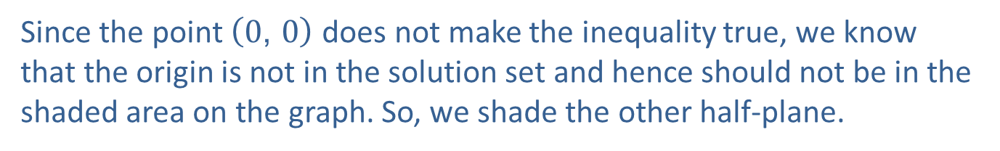 Since the point (0, 0) does not make the inequality true, we know
that the origin is not in the solution set and hence should not be in the
shaded area on the graph. So, we shade the other half-plane.